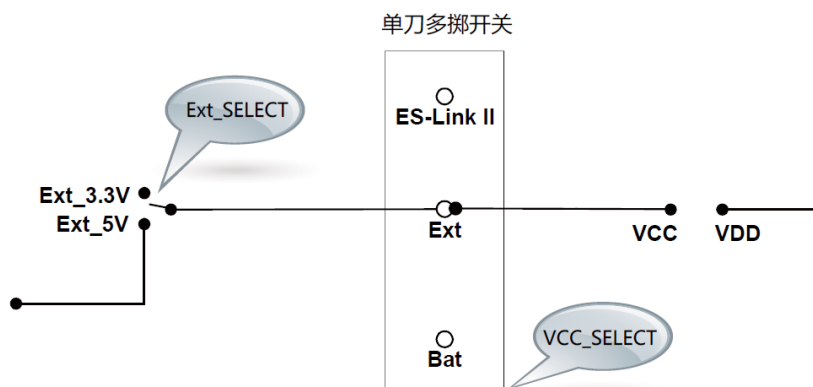 单刀多掷开关
Ext_SELECT
ES-Link II
Ext_3.3V
Ext_5V
Ext
VCC
VDD
VCC_SELECT
Bat